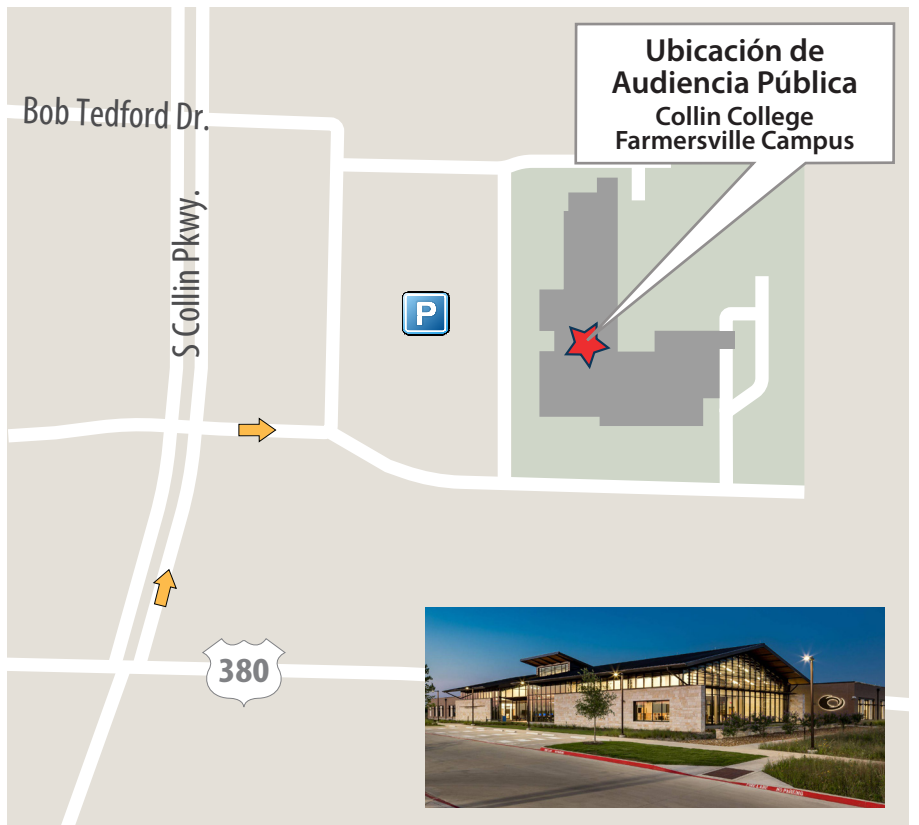 Ubicación de
Audiencia Pública
Collin College
Farmersville Campus
Bob Tedford Dr.
S Collin Pkwy.
P
380